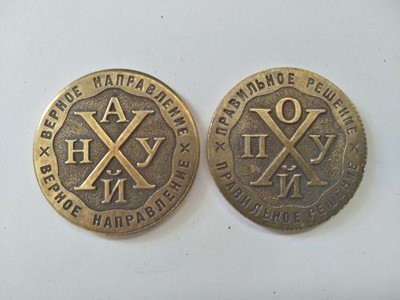 ВЕРНОЕ НАПРАВЛЕНИЕ
А
Н Х У
Й
ВЕРНОЕ НАПРАВЛЕНИЕ
ПРАВИЛЬНОЕ РЕШЕНИЕ
О
П Х У
Й
ПРАВИЛЬНОЕ РЕШЕНИЕ